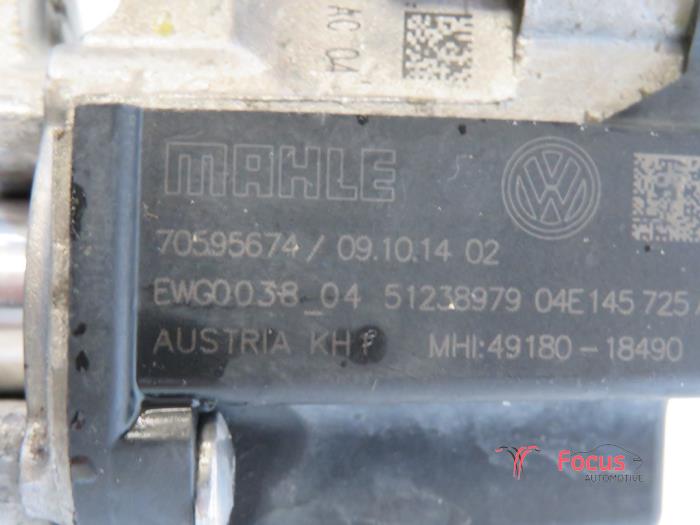 AC 04
MAHLE
70595674 / 09.10.14 02
EWG0038_04 51238979 04E145725
AUSTRIA KH MHI:49180-18490
Focus
AUTOMOTIVE